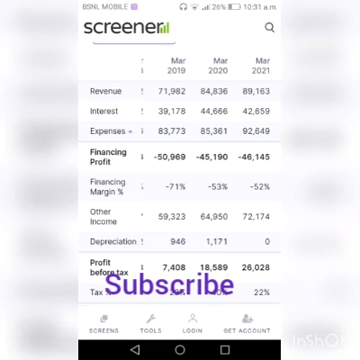 BSNL MOBILE 26% 10:31 a.m.
screener
Mar Mar Mar
2019 2020 2021
Revenue 71,982 84,836 89,163
Interest 39,178 44,666 42,659
Expenses 83,773 85,361 92,649
Financing Profit -50,969 -45,190 -46,145
Financing Margin % -71% -53% -52%
Other Income 59,323 64,950 72,174
Depreciation 946 1,171 0
Profit before tax 7,408 18,589 26,028
Subscribe
Tax % 22%
SCREENS TOOLS LOGIN GET ACCOUNT
InShOt